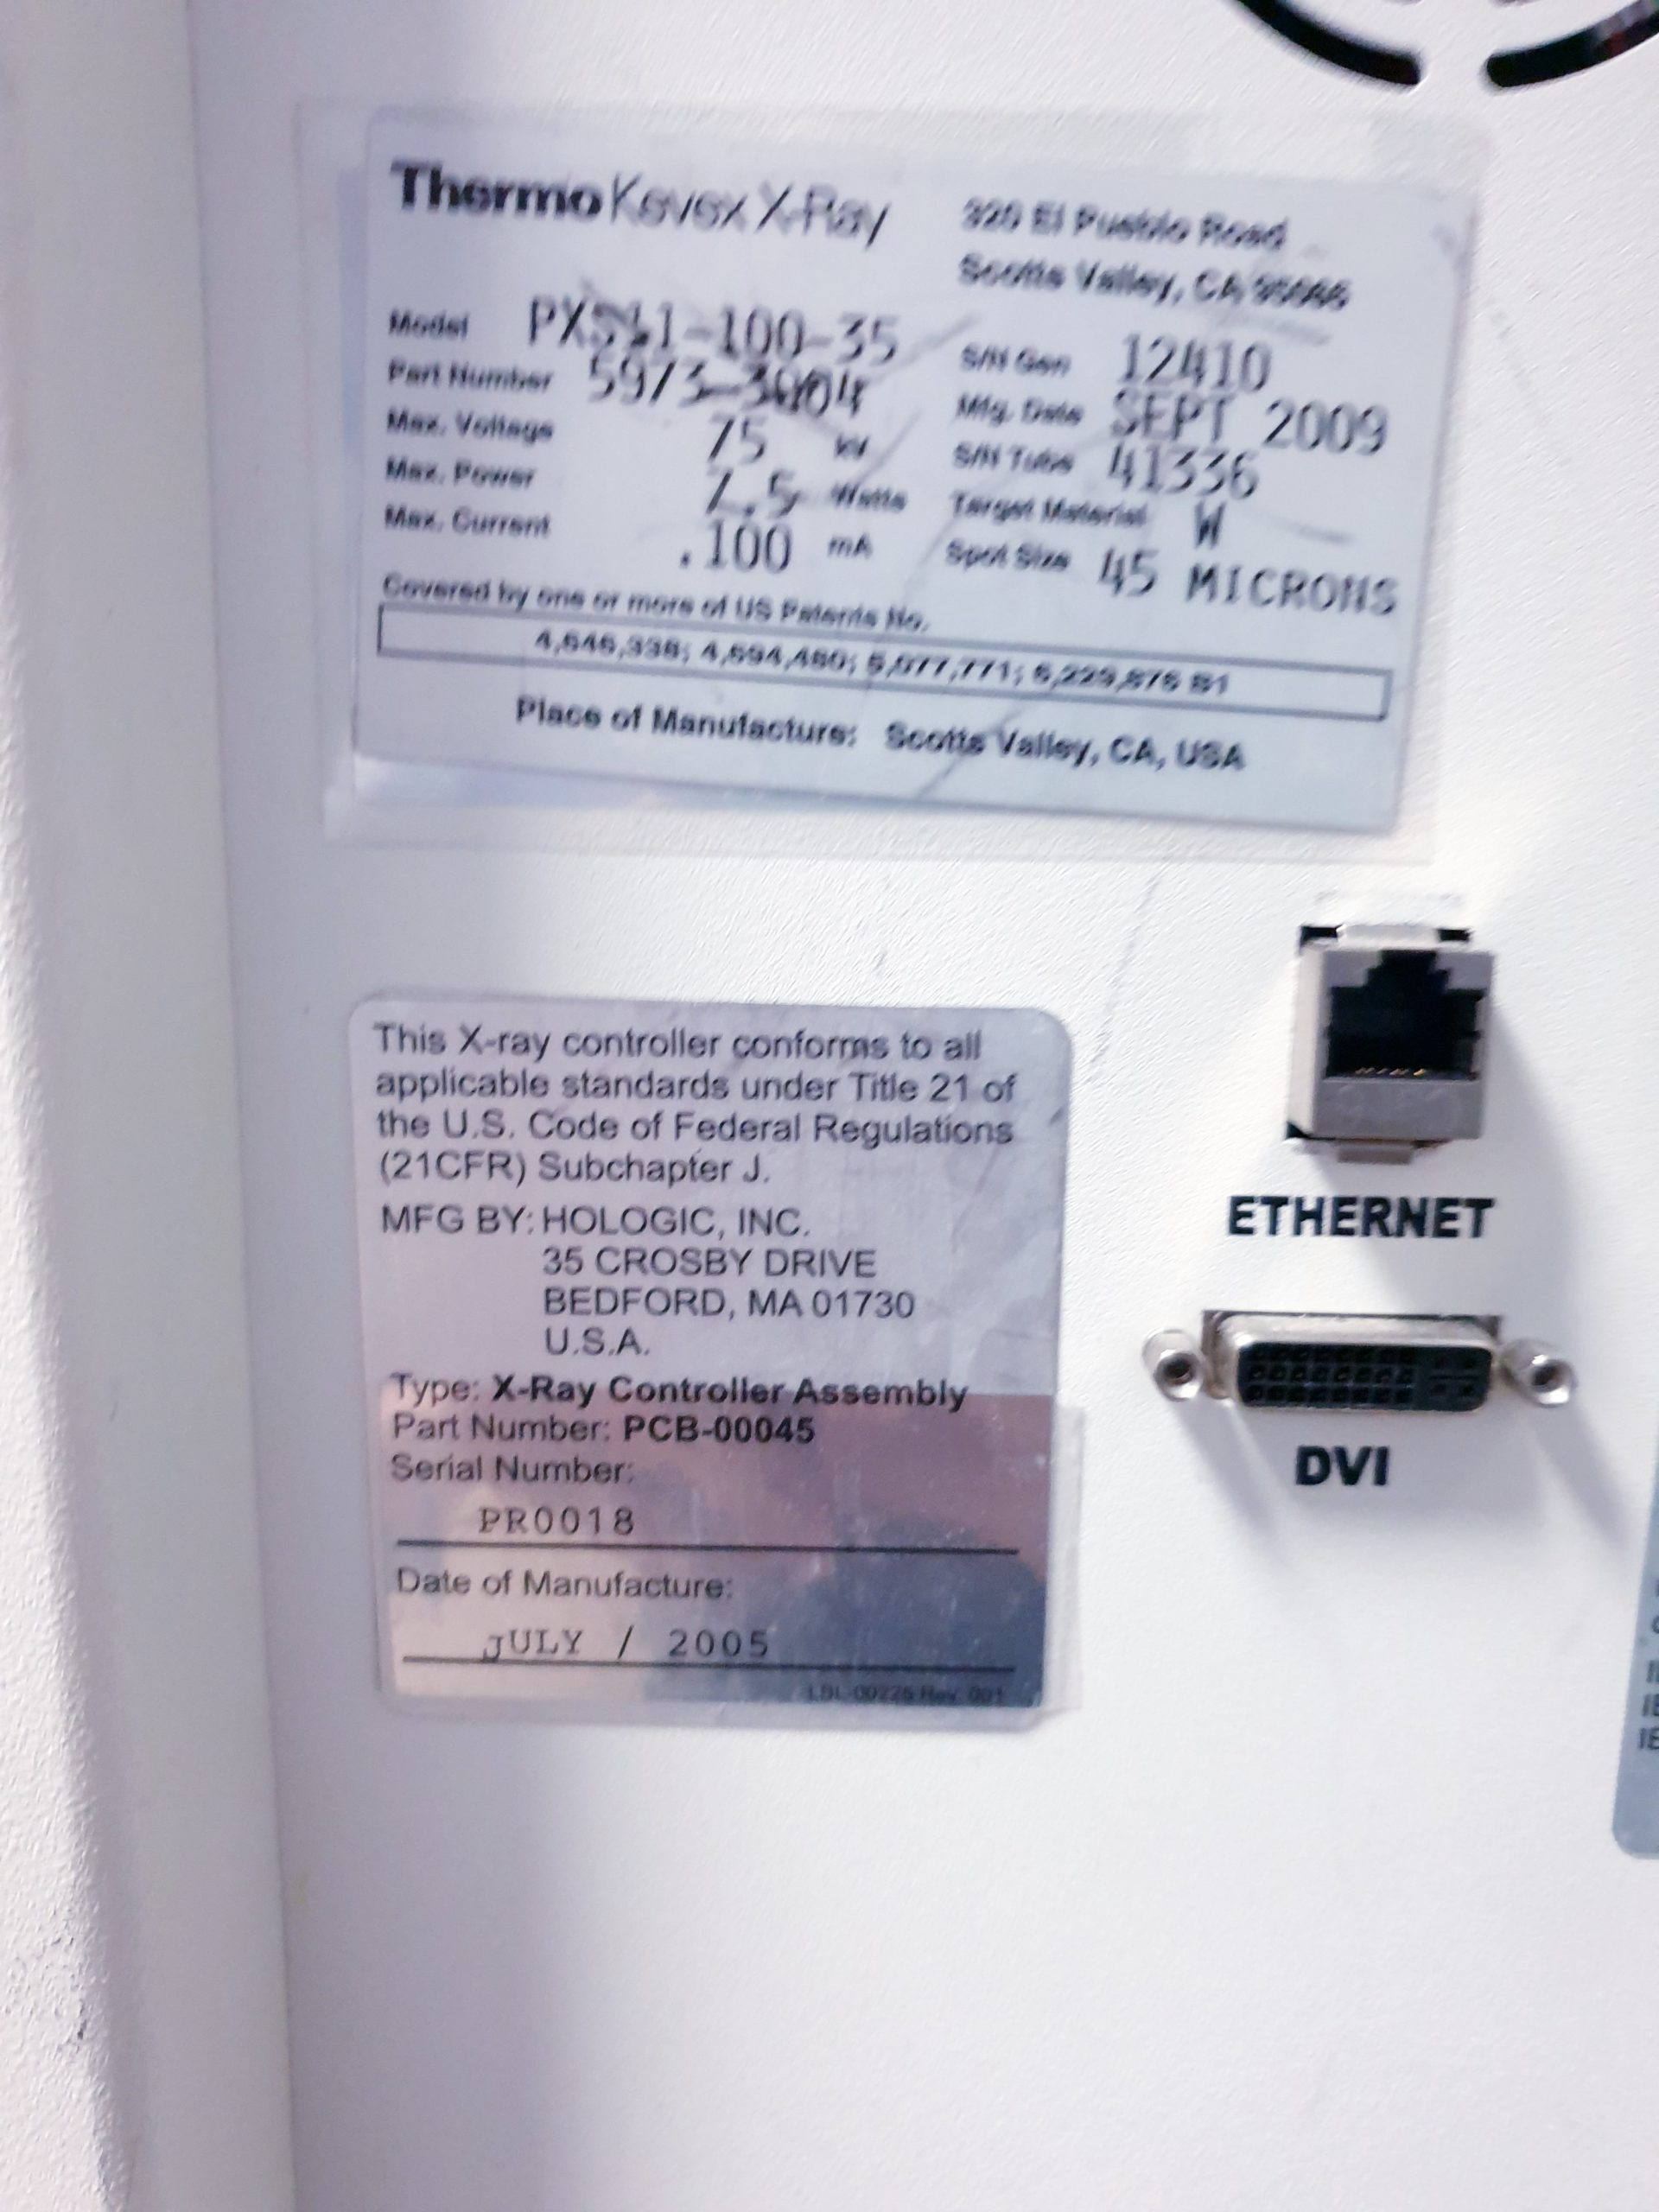 Thermo Kevex X-Ray
320 El Pueblo Road
Scotts Valley, CA
Model PXS11-100-35
Part Number 5973-
Max. Voltage 75 kV
Max. Power 7.5 Watts
Max. Current .100 mA
S/N Gen 12410
Mfg. Date SEPT 2009
S/N Tube 41336
Target Material W
Spot Size 45 MICRONS
Covered by one or more of US Patents No.
4,646,338; 4,694,480; 5,077,771; 6,229,876 B1
Place of Manufacture: Scotts Valley, CA, USA
This X-ray controller conforms to all
applicable standards under Title 21 of
the U.S. Code of Federal Regulations
(21CFR) Subchapter J.
MFG BY: HOLOGIC, INC.
35 CROSBY DRIVE
BEDFORD, MA 01730
U.S.A.
Type: X-Ray Controller Assembly
Part Number: PCB-00045
Serial Number:
PR0018
Date of Manufacture:
JULY / 2005
LBL-00226 Rev. 001
ETHERNET
DVI